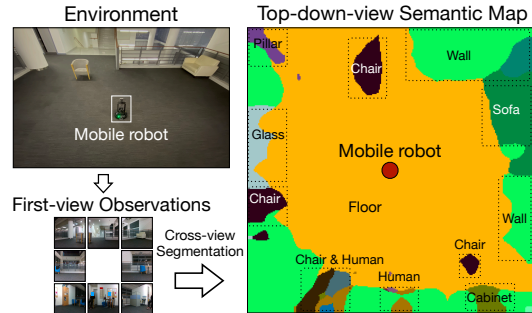 Environment
Mobile robot
First-view Observations
Cross-view
Segmentation
Top-down-view Semantic Map
Pillar
Chair
Wall
Sofa
Glass
Mobile robot
Chair
Floor
Wall
Chair
Chair & Human
Human
Cabinet